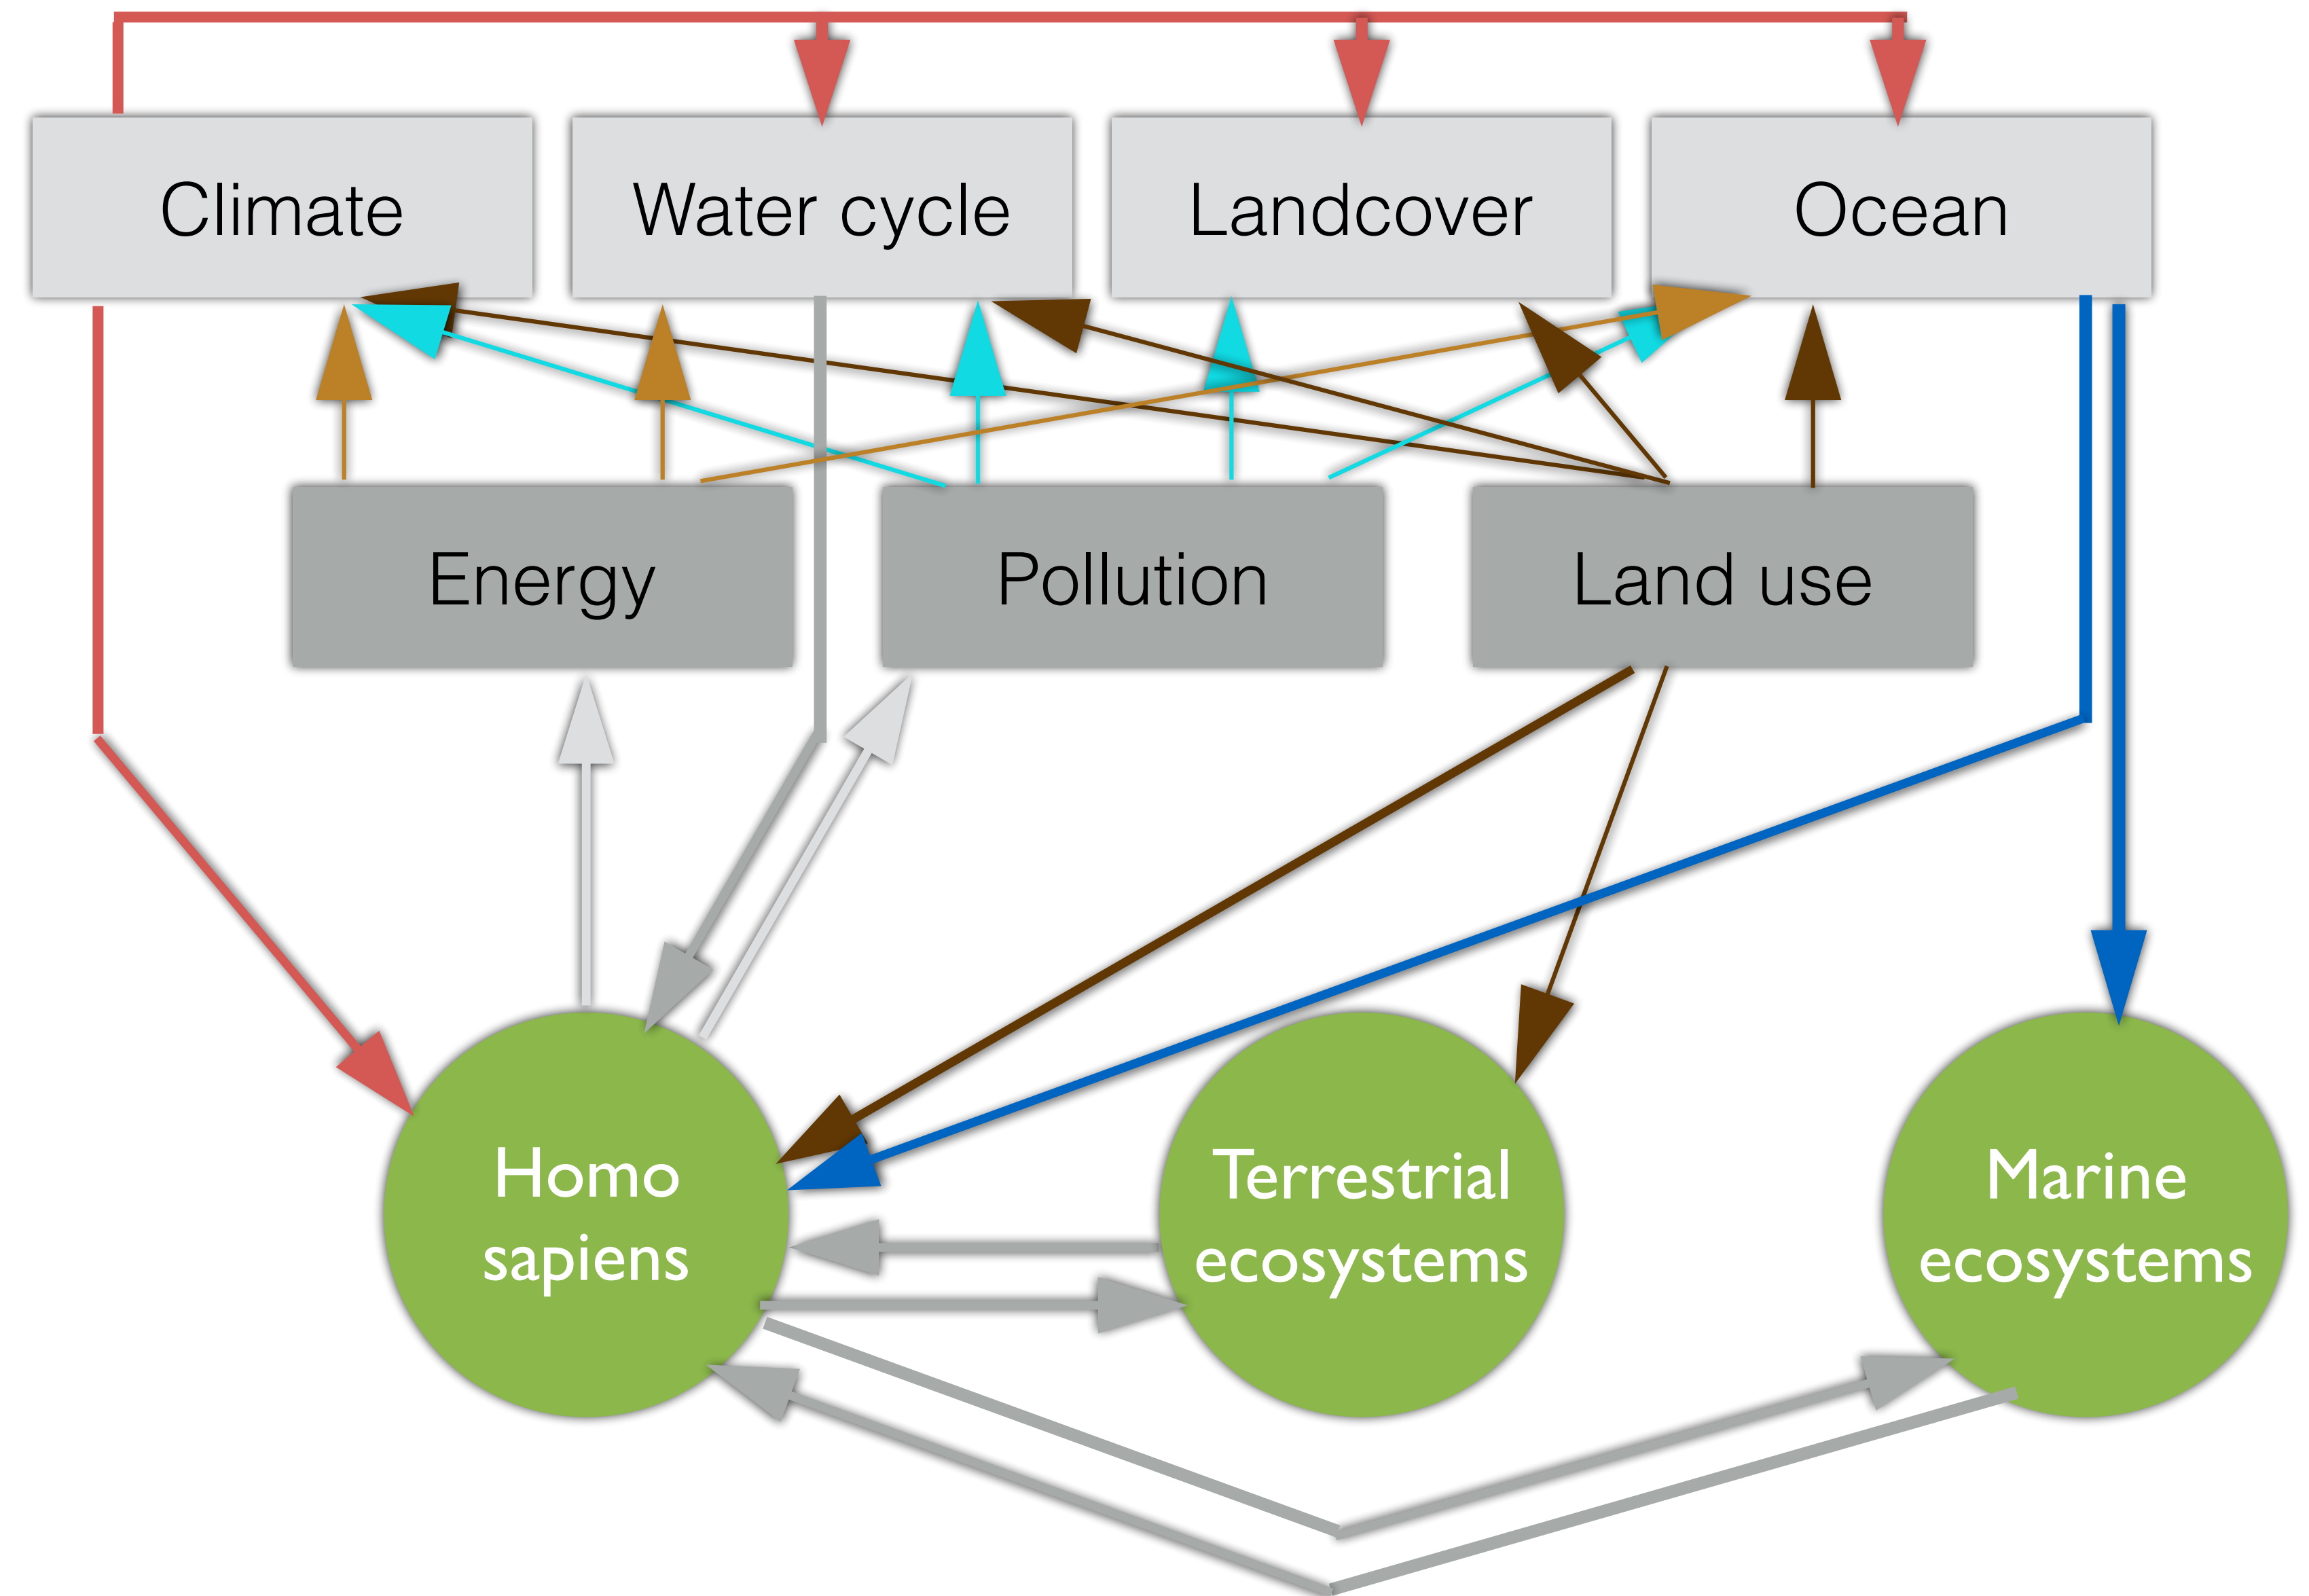 Climate
Water cycle
Landcover
Ocean
Energy
Pollution
Land use
Homo
sapiens
Terrestrial
ecosystems
Marine
ecosystems